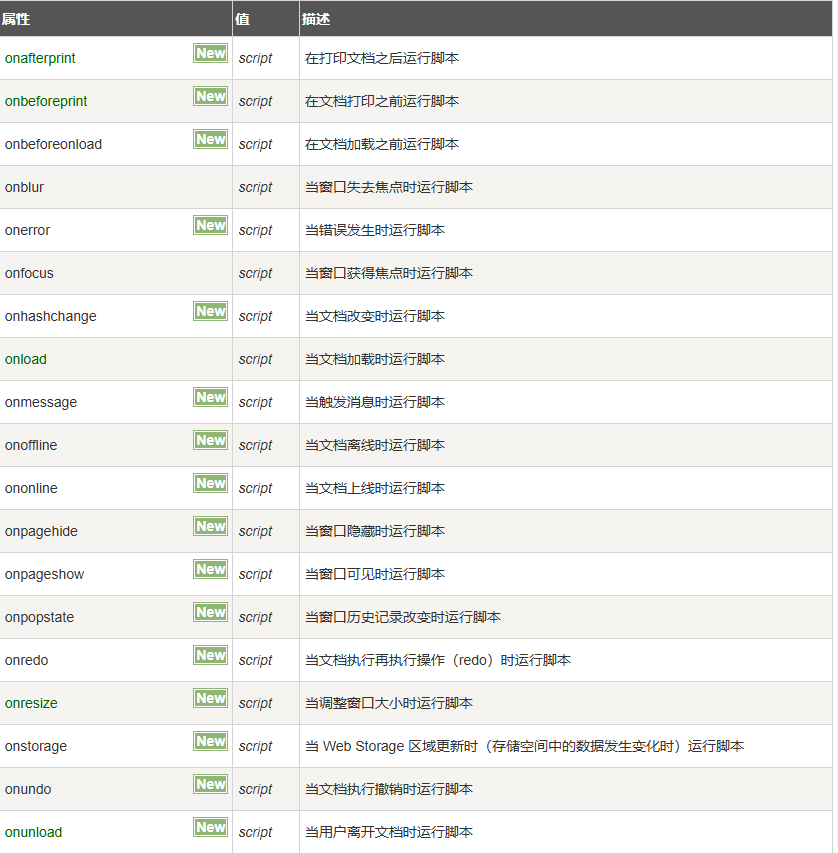 属性 值 描述
onafterprint New script 在打印文档之后运行脚本
onbeforeprint New script 在文档打印之前运行脚本
onbeforeonload New script 在文档加载之前运行脚本
onblur script 当窗口失去焦点时运行脚本
onerror New script 当错误发生时运行脚本
onfocus script 当窗口获得焦点时运行脚本
onhashchange New script 当文档改变时运行脚本
onload script 当文档加载时运行脚本
onmessage New script 当触发消息时运行脚本
onoffline New script 当文档离线时运行脚本
ononline New script 当文档上线时运行脚本
onpagehide New script 当窗口隐藏时运行脚本
onpageshow New script 当窗口可见时运行脚本
onpopstate New script 当窗口历史记录改变时运行脚本
onredo New script 当文档执行再执行操作（redo）时运行脚本
onresize New script 当调整窗口大小时运行脚本
onstorage New script 当 Web Storage 区域更新时（存储空间中的数据发生变化时）运行脚本
onundo New script 当文档执行撤销时运行脚本
onunload New script 当用户离开文档时运行脚本